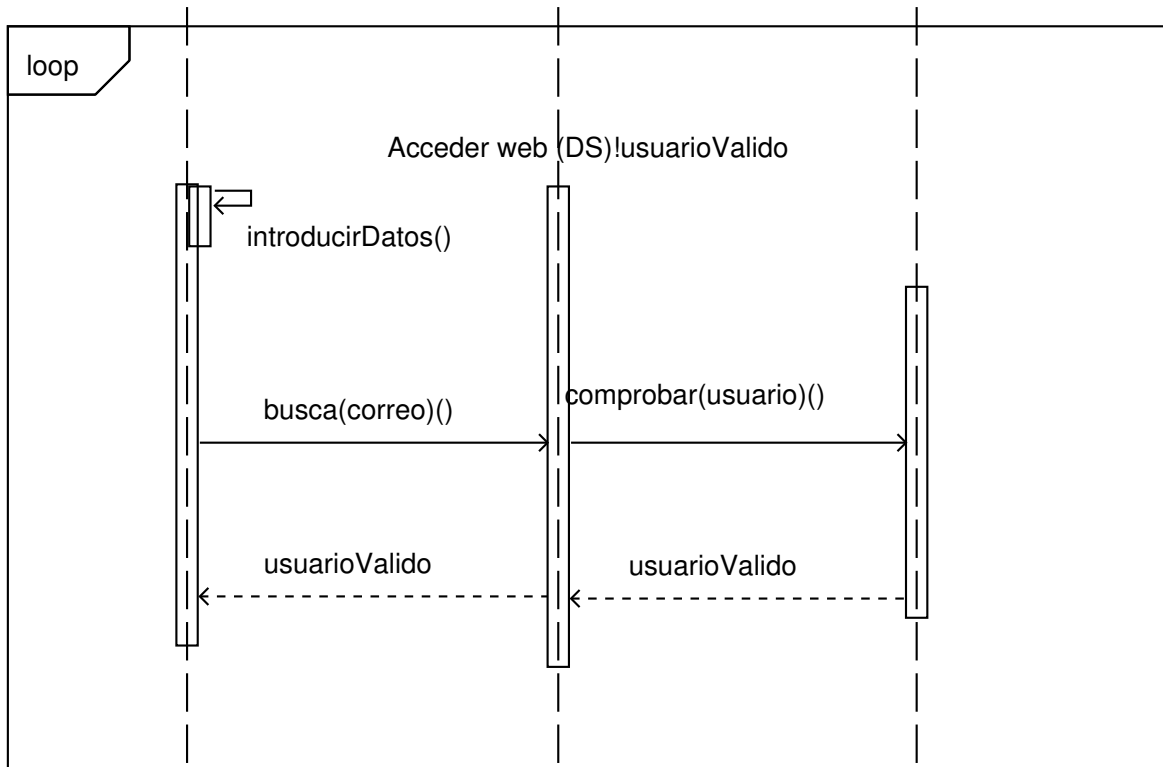 loop
Acceder web (DS)!usuarioValido
introducirDatos()
busca(correo)()
comprobar(usuario)()
usuarioValido
usuarioValido